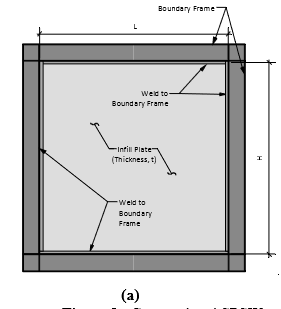 Boundary Frame
L
Weld to
Boundary Frame
Infill Plate
(Thickness, t)
H
Weld to
Boundary
Frame
(a)